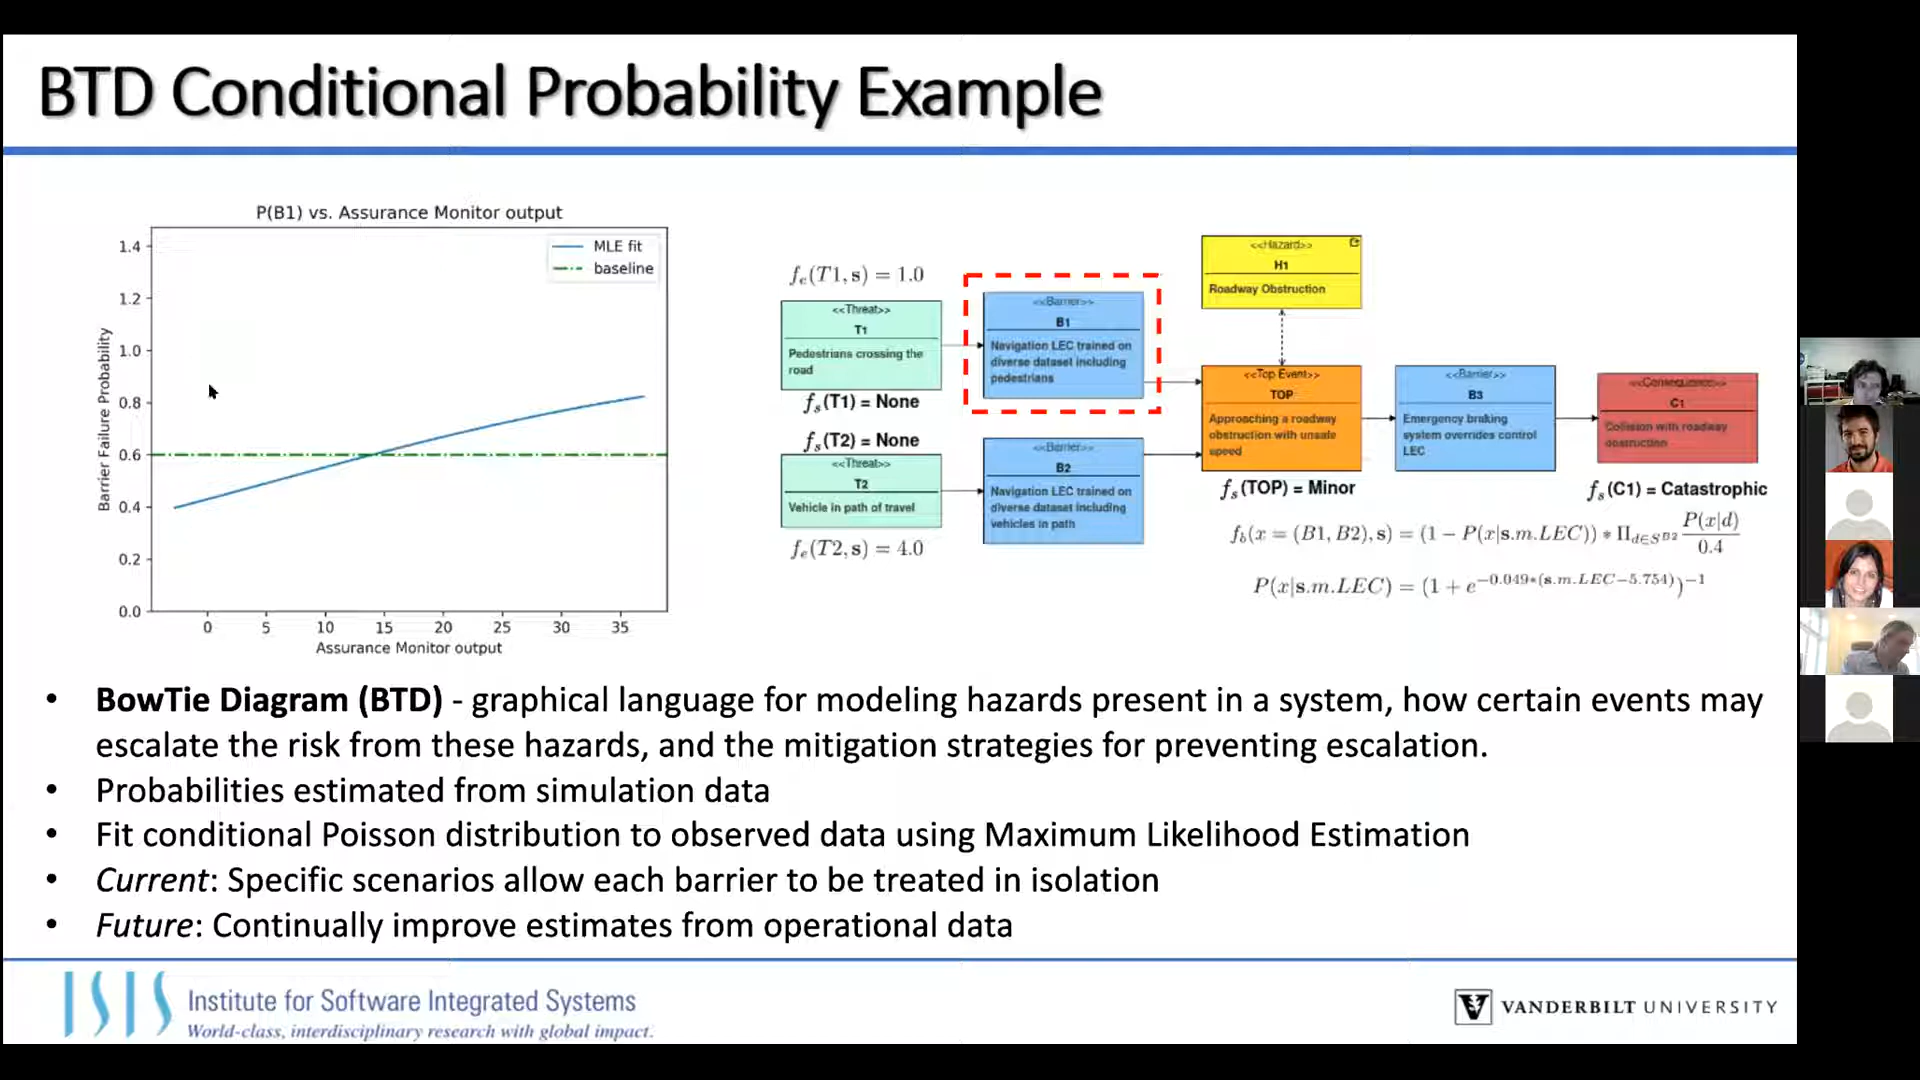 BTD Conditional Probability Example
P(B1) vs. Assurance Monitor output
MLE fit
baseline
Barrier Failure Probability
1.4
1.2
1.0
0.8
0.6
0.4
0.2
0.0
0 5 10 15 20 25 30 35
Assurance Monitor output
fₑ(T1, s) = 1.0
<<Threat>>
T1
Pedestrians crossing the
road
fₛ(T1) = None
fₛ(T2) = None
<<Threat>>
T2
Vehicle in path of travel
fₑ(T2, s) = 4.0
<<Barrier>>
B1
Navigation LEC trained on
diverse dataset including
pedestrians
<<Barrier>>
B2
Navigation LEC trained on
diverse dataset including
vehicles in path
<<Hazard>>
H1
Roadway Obstruction
<<Top Event>>
TOP
Approaching a roadway
obstruction with unsafe
speed
fₛ(TOP) = Minor
<<Barrier>>
B3
Emergency braking
system overrides control
LEC
<<Consequence>>
C1
Collision with roadway
obstruction
fₛ(C1) = Catastrophic
f_b(x = (B1, B2), s) = (1 − P(x|s.m.LEC)) ∗ Π_{d∈S^{B2}} P(x|d)/0.4
P(x|s.m.LEC) = (1 + e^{−0.049∗(s.m.LEC−5.754)})^{−1}
• BowTie Diagram (BTD) - graphical language for modeling hazards present in a system, how certain events may
escalate the risk from these hazards, and the mitigation strategies for preventing escalation.
• Probabilities estimated from simulation data
• Fit conditional Poisson distribution to observed data using Maximum Likelihood Estimation
• Current: Specific scenarios allow each barrier to be treated in isolation
• Future: Continually improve estimates from operational data
ISIS
Institute for Software Integrated Systems
World-class, interdisciplinary research with global impact.
V
VANDERBILT UNIVERSITY